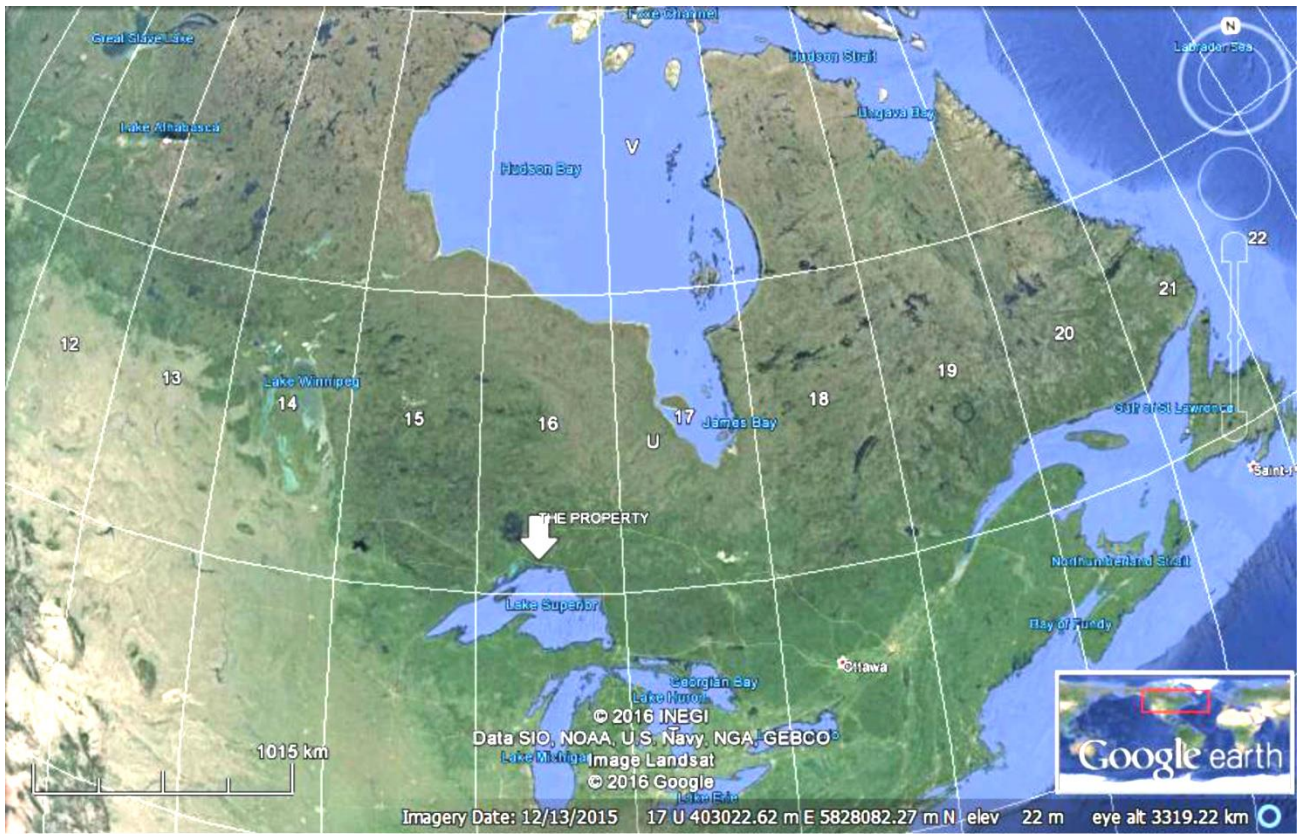 Foxe Channel
N
Great Slave Lake
Labrador Sea
Hudson Strait
Ungava Bay
Lake Athabasca
V
Hudson Bay
22
21
20
12
19
13
Lake Winnipeg
14
18
15
16
17
James Bay
U
Gulf of St Lawrence
Saint-J
THE PROPERTY
Northumberland Strait
Lake Superior
Bay of Fundy
Ottawa
Georgian Bay
Lake Huron
© 2016 INEGI
Data SIO, NOAA, U.S. Navy, NGA, GEBCO
Lake Michigan
Image Landsat
© 2016 Google
Lake Erie
1015 km
Google earth
Imagery Date: 12/13/2015 17 U 403022.62 m E 5828082.27 m N elev 22 m eye alt 3319.22 km